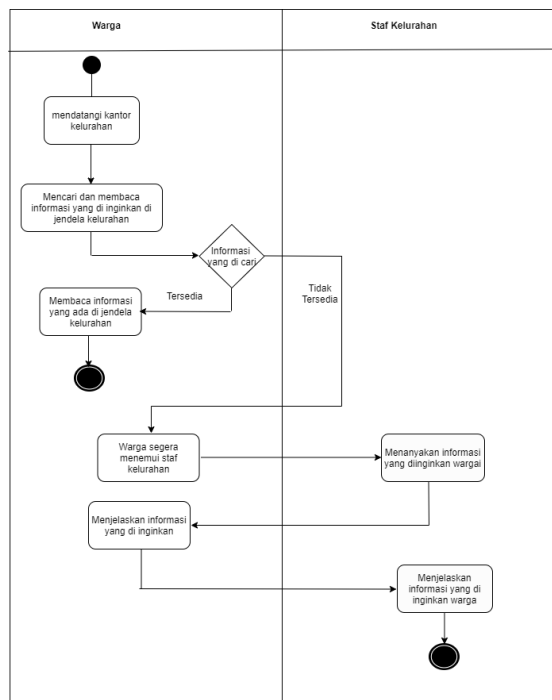 Warga
Staf Kelurahan
mendatangi kantor
kelurahan
Mencari dan membaca
informasi yang di inginkan di
jendela kelurahan
Informasi
yang di cari
Tersedia
Tidak
Tersedia
Membaca informasi
yang ada di jendela
kelurahan
Warga segera
menemui staf
kelurahan
Menanyakan informasi
yang diinginkan wargai
Menjelaskan informasi
yang di inginkan
Menjelaskan
informasi yang di
inginkan warga